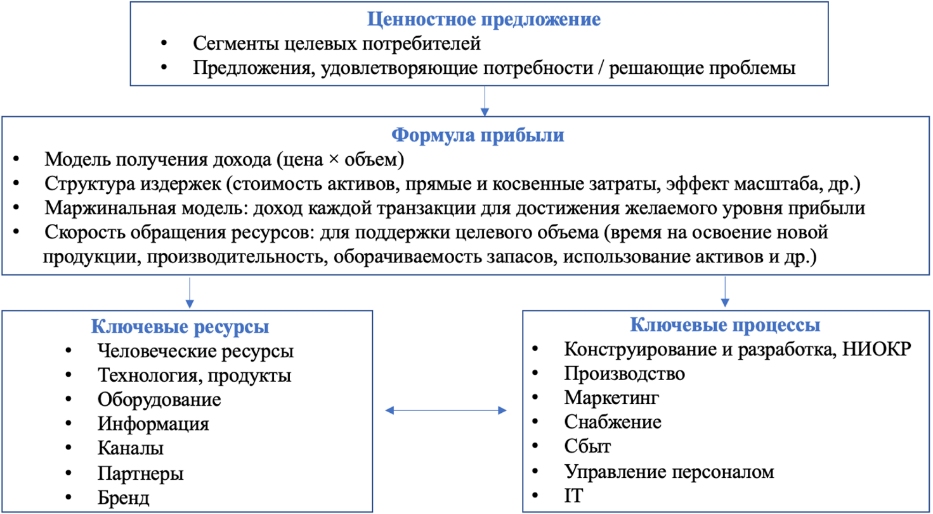 Ценностное предложение
• Сегменты целевых потребителей
• Предложения, удовлетворяющие потребности / решающие проблемы
Формула прибыли
• Модель получения дохода (цена × объем)
• Структура издержек (стоимость активов, прямые и косвенные затраты, эффект масштаба, др.)
• Маржинальная модель: доход каждой транзакции для достижения желаемого уровня прибыли
• Скорость обращения ресурсов: для поддержки целевого объема (время на освоение новой
продукции, производительность, оборачиваемость запасов, использование активов и др.)
Ключевые ресурсы
• Человеческие ресурсы
• Технология, продукты
• Оборудование
• Информация
• Каналы
• Партнеры
• Бренд
Ключевые процессы
• Конструирование и разработка, НИОКР
• Производство
• Маркетинг
• Снабжение
• Сбыт
• Управление персоналом
• IT